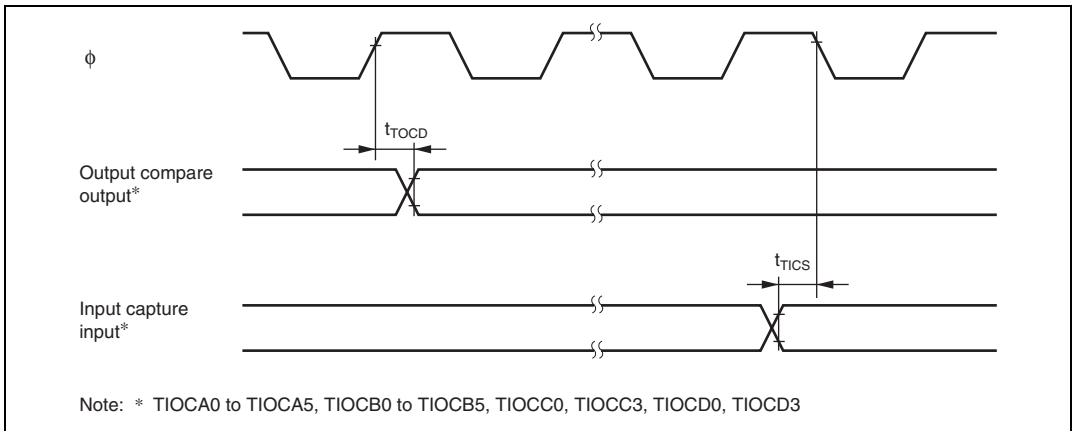 ϕ
tTOCD
Output compare
output*
tTICS
Input capture
input*
Note: * TIOCA0 to TIOCA5, TIOCB0 to TIOCB5, TIOCC0, TIOCC3, TIOCD0, TIOCD3